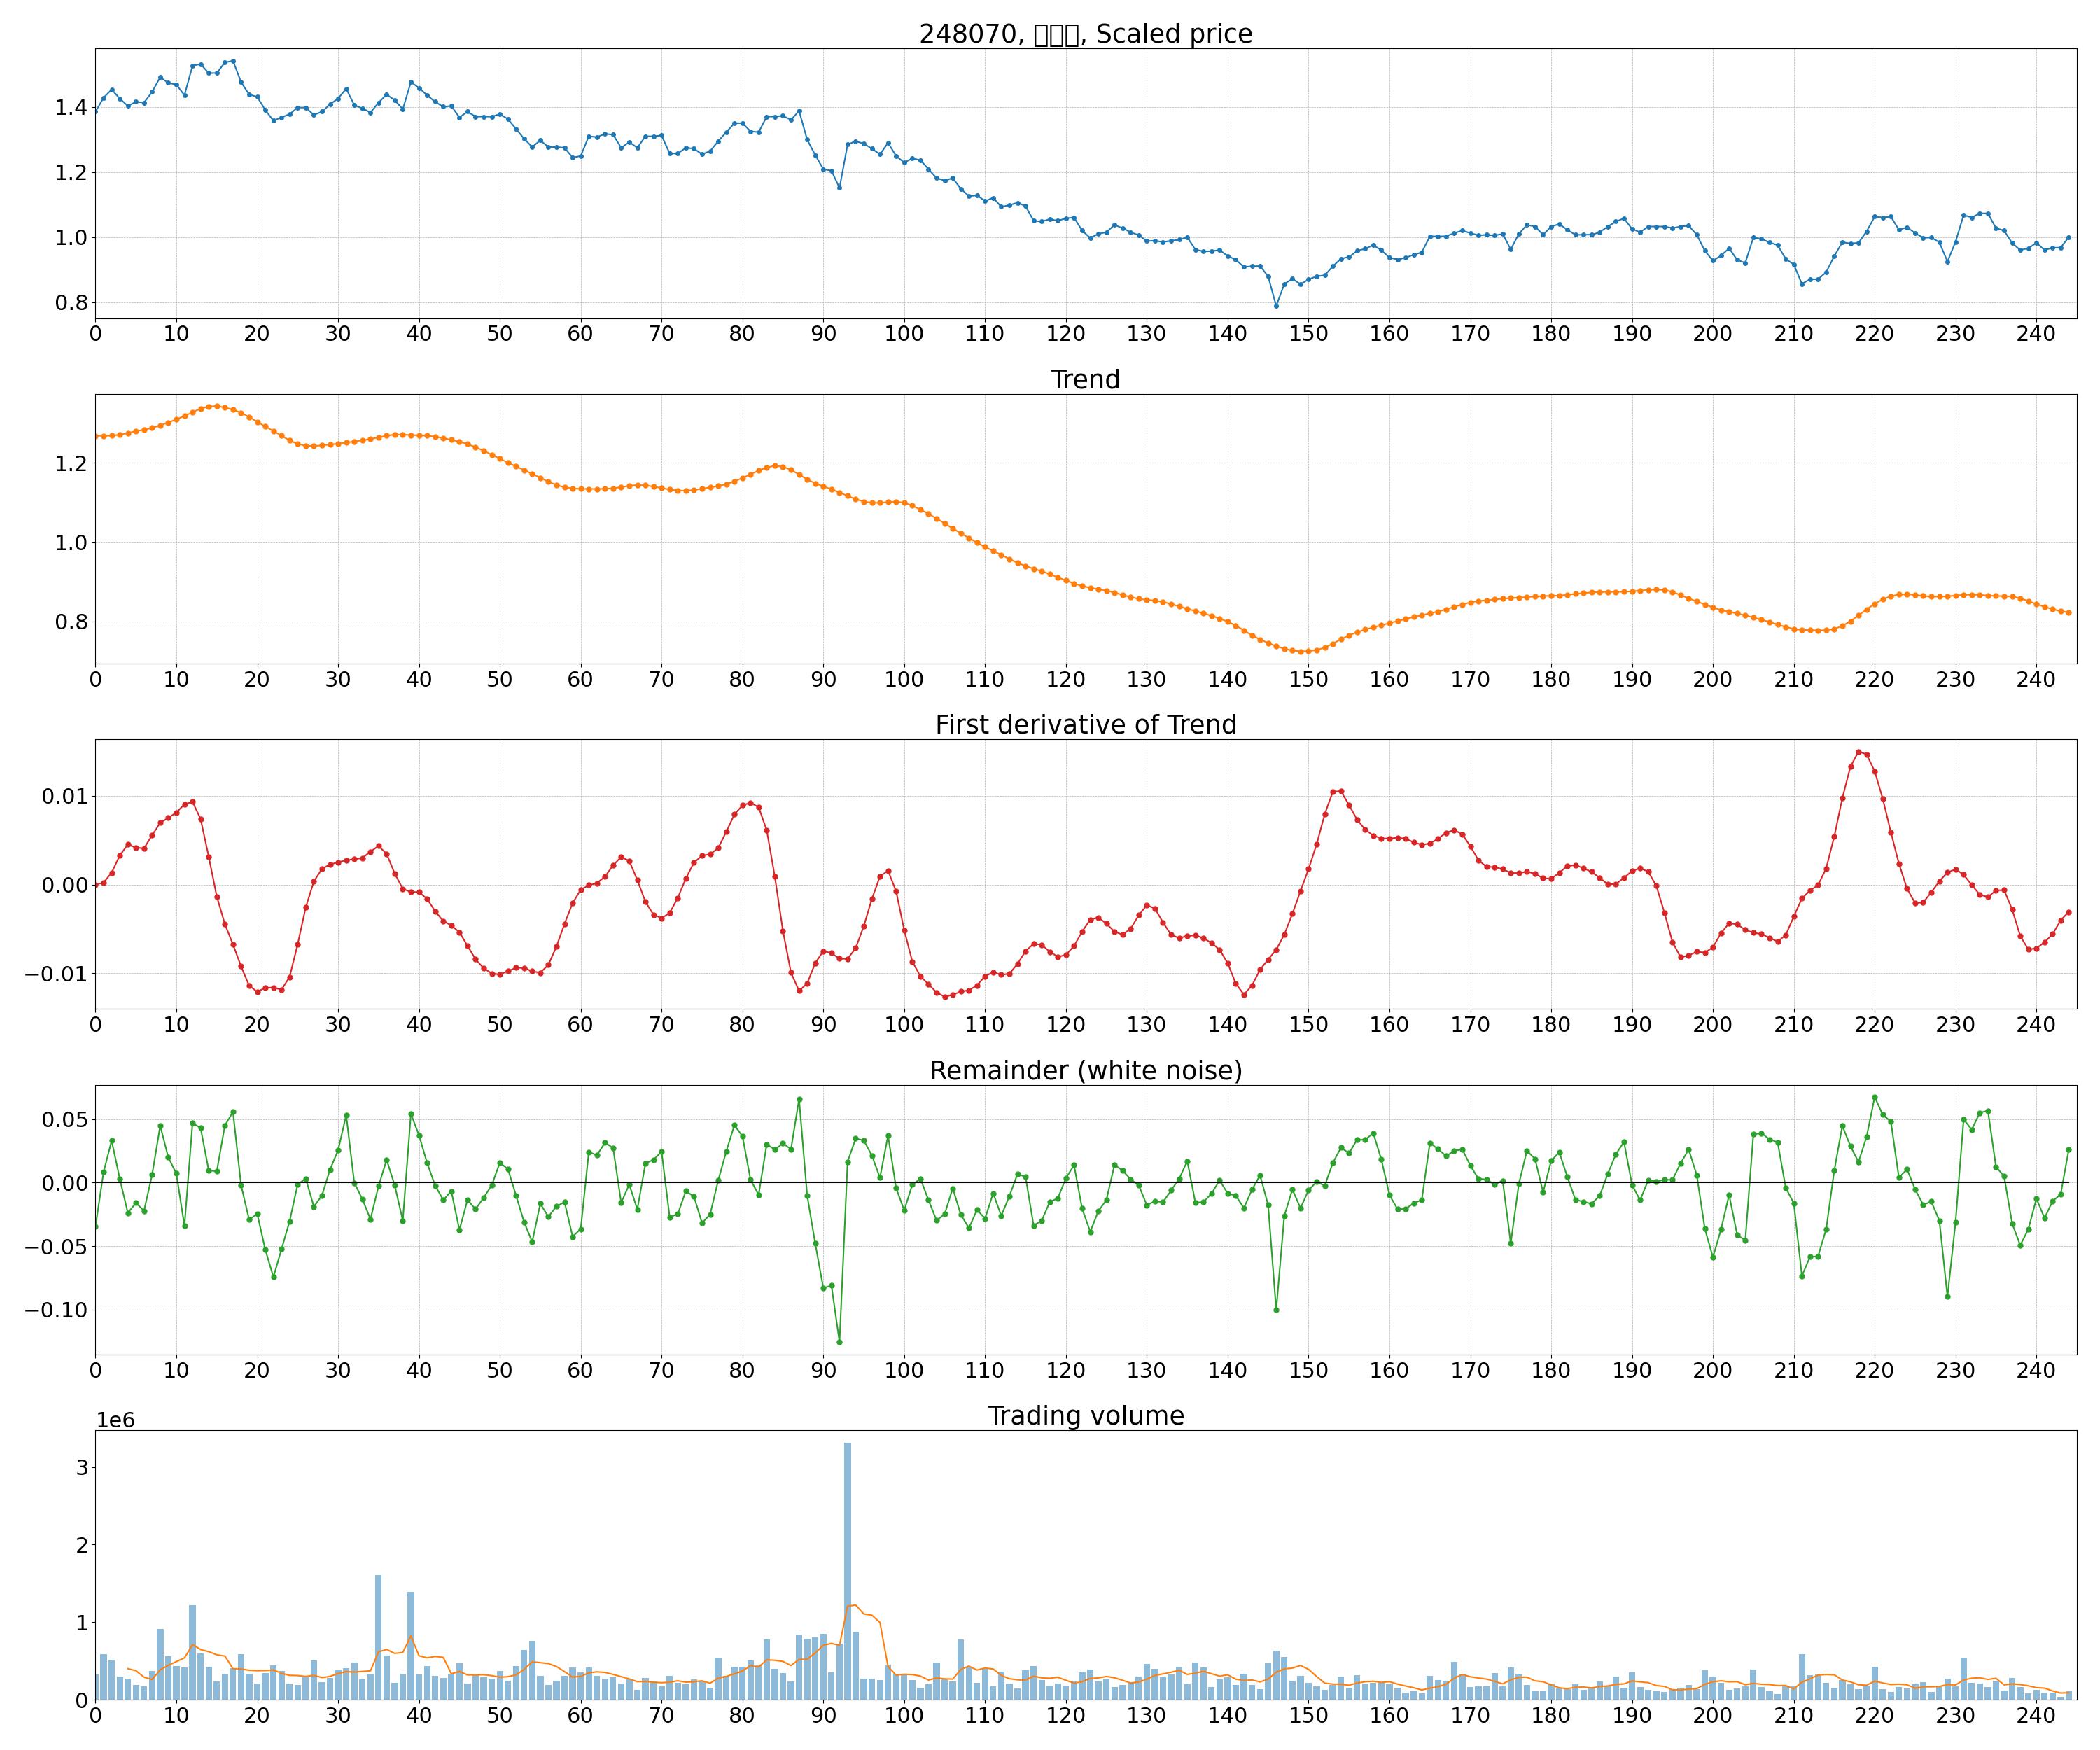 248070, □□□, Scaled price
1.4
1.2
1.0
0.8
0 10 20 30 40 50 60 70 80 90 100 110 120 130 140 150 160 170 180 190 200 210 220 230 240
Trend
1.2
1.0
0.8
0 10 20 30 40 50 60 70 80 90 100 110 120 130 140 150 160 170 180 190 200 210 220 230 240
First derivative of Trend
0.01
0.00
−0.01
0 10 20 30 40 50 60 70 80 90 100 110 120 130 140 150 160 170 180 190 200 210 220 230 240
Remainder (white noise)
0.05
0.00
−0.05
−0.10
0 10 20 30 40 50 60 70 80 90 100 110 120 130 140 150 160 170 180 190 200 210 220 230 240
Trading volume
1e6
3
2
1
0
0 10 20 30 40 50 60 70 80 90 100 110 120 130 140 150 160 170 180 190 200 210 220 230 240